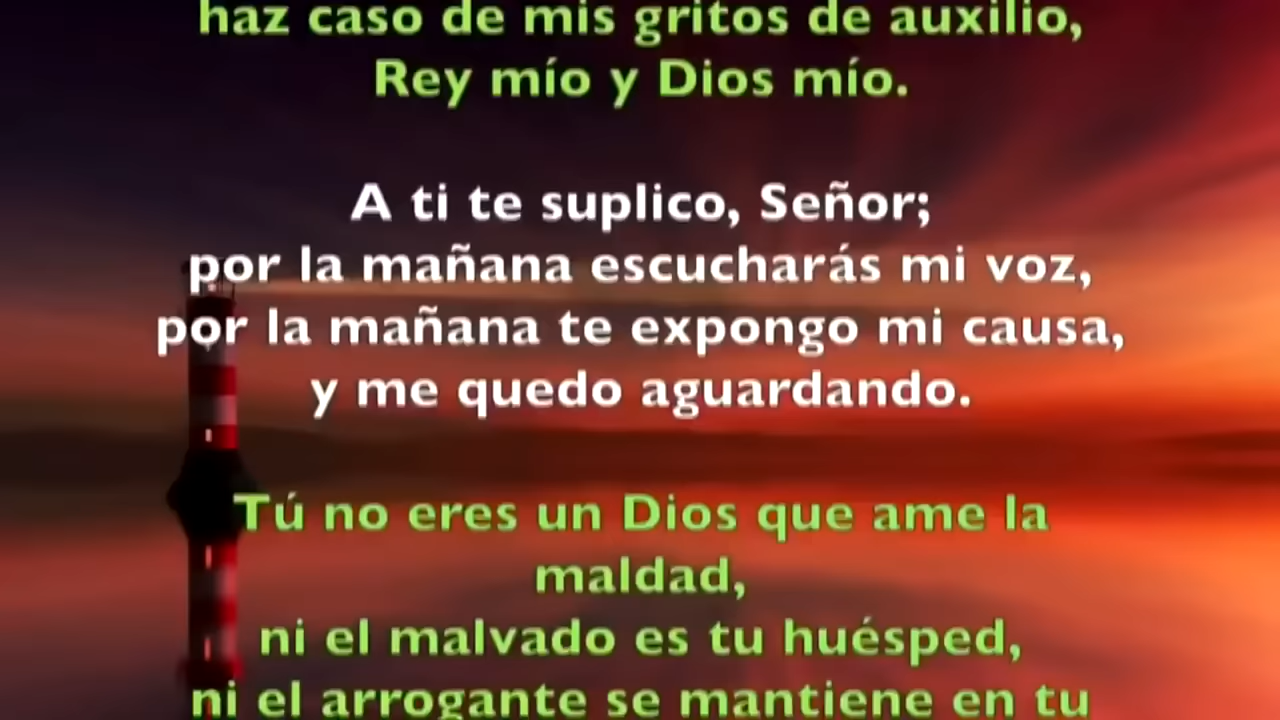 haz caso de mis gritos de auxilio,
Rey mío y Dios mío.
A ti te suplico, Señor;
por la mañana escucharás mi voz,
por la mañana te expongo mi causa,
y me quedo aguardando.
Tú no eres un Dios que ame la
maldad,
ni el malvado es tu huésped,
ni el arrogante se mantiene en tu